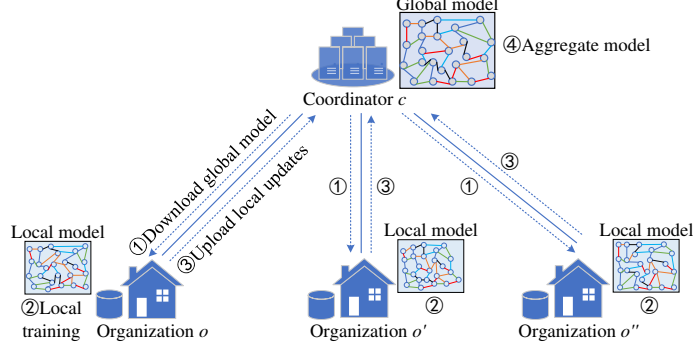 Global model
④Aggregate model
Coordinator c
①Download global model
③Upload local updates
①
③
①
③
Local model
②Local
training
Organization o
Local model
②
Organization o'
Local model
②
Organization o''